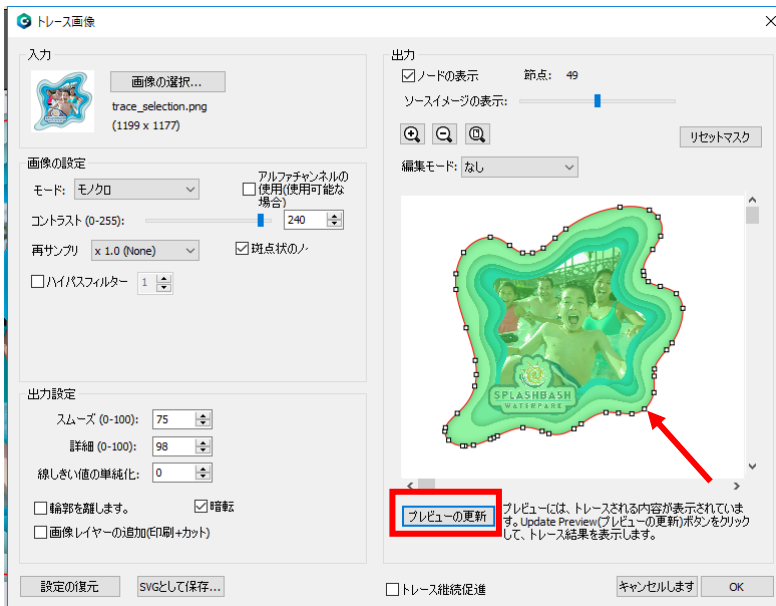 トレース画像
入力
画像の選択...
trace_selection.png
(1199 x 1177)
画像の設定
モード: モノクロ
アルファチャンネルの
使用((使用可能な
場合)
コントラスト (0-255): 240
再サンプリ x 1.0 (None)
斑点状のノ
ハイパスフィルター 1
出力設定
スムーズ (0-100): 75
詳細 (0-100): 98
線しきい値の単純化: 0
輪郭を離します。 暗転
画像レイヤーの追加(印刷+カット)
設定の復元 SVGとして保存...
出力
ノードの表示 節点: 49
ソースイメージの表示:
リセットマスク
編集モード: なし
SPLASHBASH
WATERPARK
プレビューの更新
プレビューには、トレースされる内容が表示されていま
す。Update Preview(プレビューの更新)ボタンをクリック
して、トレース結果を表示します。
トレース継続促進 キャンセルします OK